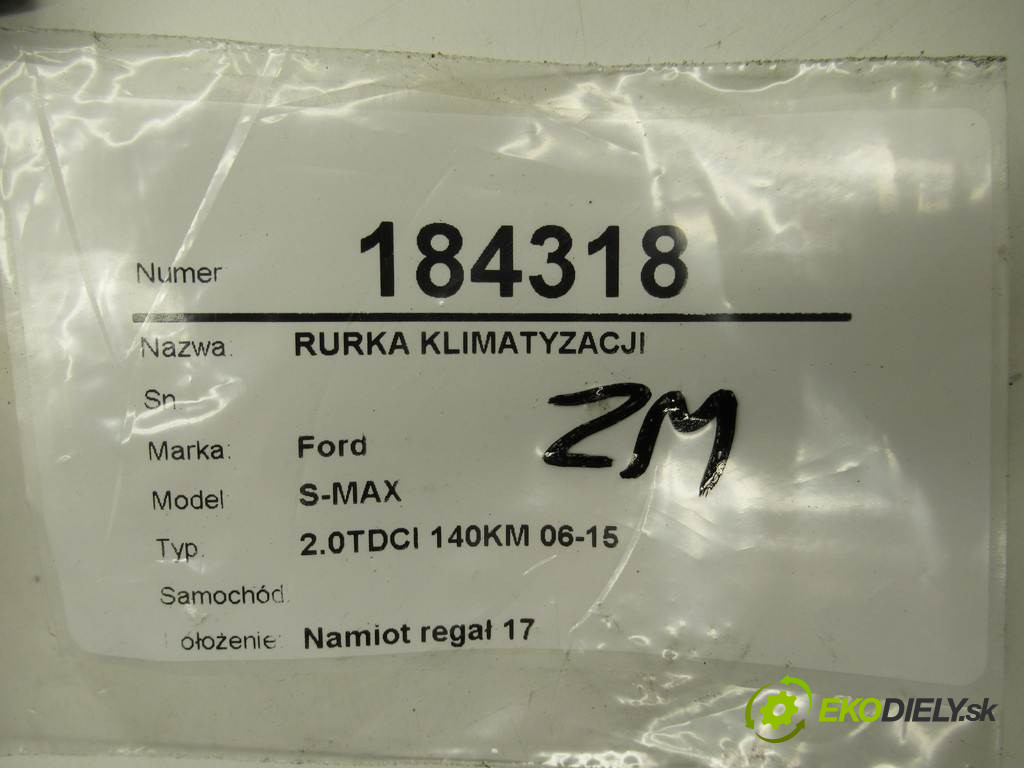 Numer 184318
Nazwa: RURKA KLIMATYZACJI
Sn.
ZM
Marka: Ford
Model S-MAX
Typ. 2.0TDCI 140KM 06-15
Samochód.
ołożenie: Namiot regał 17
EKODIELY.sk